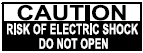 CAUTION
RISK OF ELECTRIC SHOCK
DO NOT OPEN